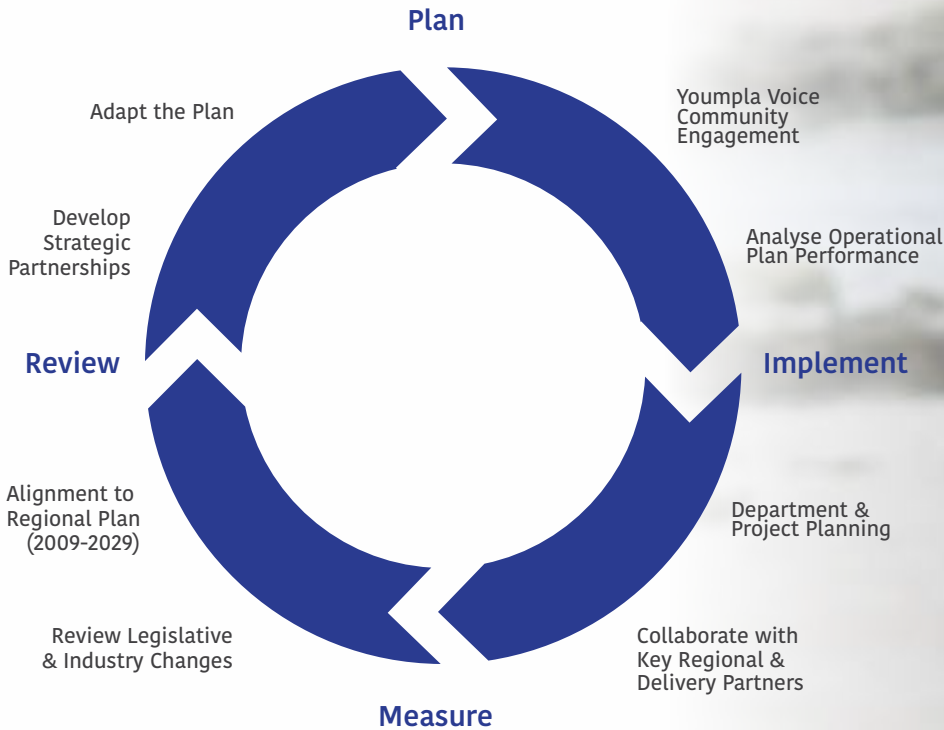 Plan
Youmpla Voice
Community
Engagement
Analyse Operational
Plan Performance
Implement
Department &
Project Planning
Collaborate with
Key Regional &
Delivery Partners
Measure
Review Legislative
& Industry Changes
Alignment to
Regional Plan
(2009-2029)
Review
Develop
Strategic
Partnerships
Adapt the Plan